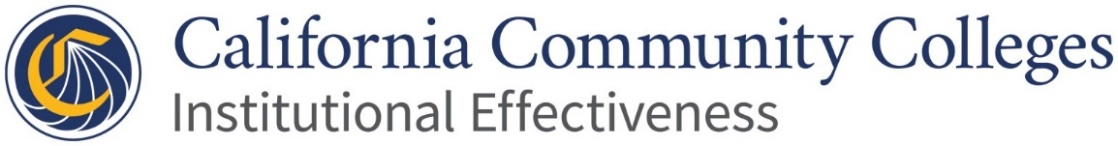 California Community Colleges
Institutional Effectiveness